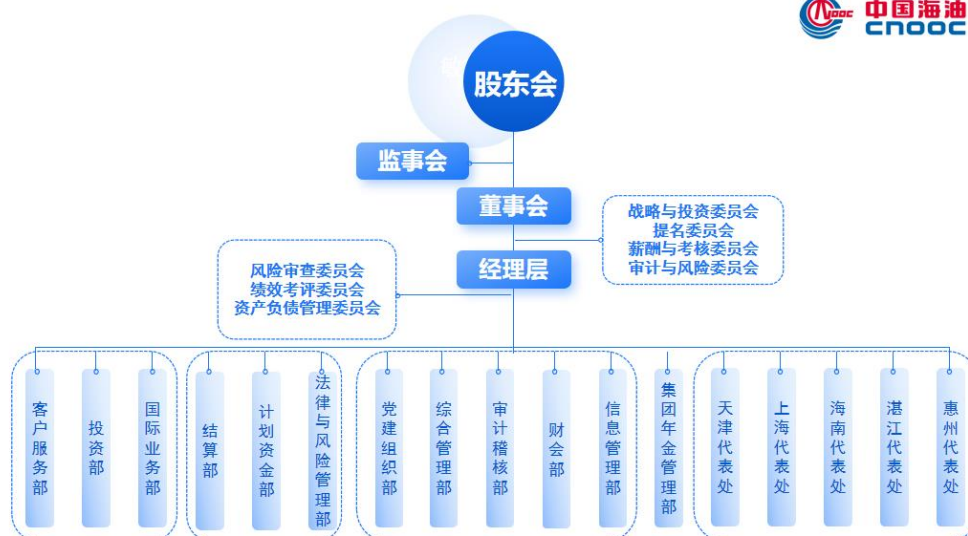 中国海油
CNOOC
股东会
监事会
董事会
战略与投资委员会
提名委员会
薪酬与考核委员会
审计与风险委员会
经理层
风险审查委员会
绩效考评委员会
资产负债管理委员会
客户服务部
投资部
国际业务部
结算部
计划资金部
法律与风险管理部
党建组织部
综合管理部
审计稽核部
财会部
信息管理部
集团年金管理部
天津代表处
上海代表处
海南代表处
湛江代表处
惠州代表处